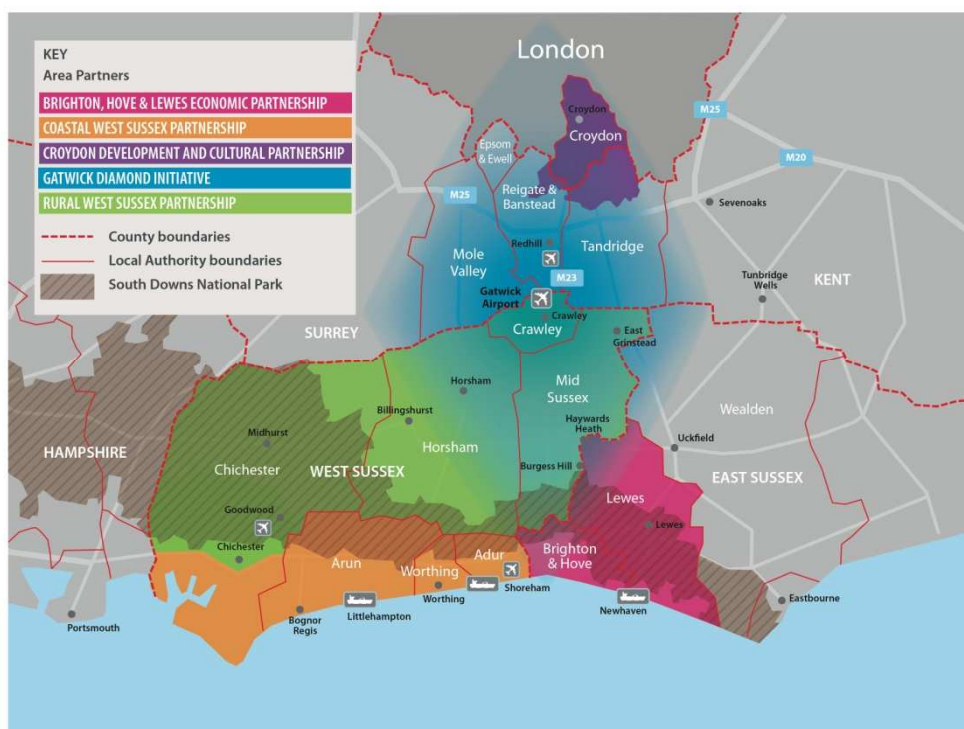 London
KEY
Area Partners
BRIGHTON, HOVE & LEWES ECONOMIC PARTNERSHIP
COASTAL WEST SUSSEX PARTNERSHIP
CROYDON DEVELOPMENT AND CULTURAL PARTNERSHIP
GATWICK DIAMOND INITIATIVE
RURAL WEST SUSSEX PARTNERSHIP
County boundaries
Local Authority boundaries
South Downs National Park
Croydon
Croydon
M25
M20
Epsom
& Ewell
M25
Reigate &
Banstead
Sevenoaks
Redhill
Tandridge
Mole
Valley
M23
Tunbridge
Wells
KENT
Gatwick
Airport
Crawley
Crawley
SURREY
East
Grinstead
Horsham
Mid
Sussex
Billingshurst
Wealden
Haywards
Heath
Midhurst
Horsham
Uckfield
HAMPSHIRE
Chichester
WEST SUSSEX
Burgess Hill
EAST SUSSEX
Lewes
Goodwood
Lewes
Chichester
Arun
Worthing
Adur
Brighton
& Hove
Worthing
Shoreham
Newhaven
Eastbourne
Portsmouth
Bognor
Regis
Littlehampton